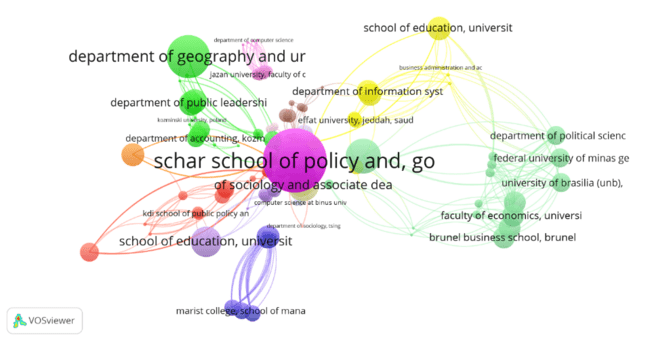 school of education, universit
department of computer science
department of geography and ur
business administration and ac
jazan university, faculty of c
department of information syst
department of public leadershi
kozminski university poland
effat university, jeddah, saud
department of accounting, kozm
department of political scienc
schar school of policy and, go
federal university of minas ge
of sociology and associate dea
university of brasilia (unb),
computer science at binus univ
kdi school of public policy an
faculty of economics, universi
department of sociology, tsing
school of education, universit
brunel business school, brunel
marist college, school of mana
VOSviewer